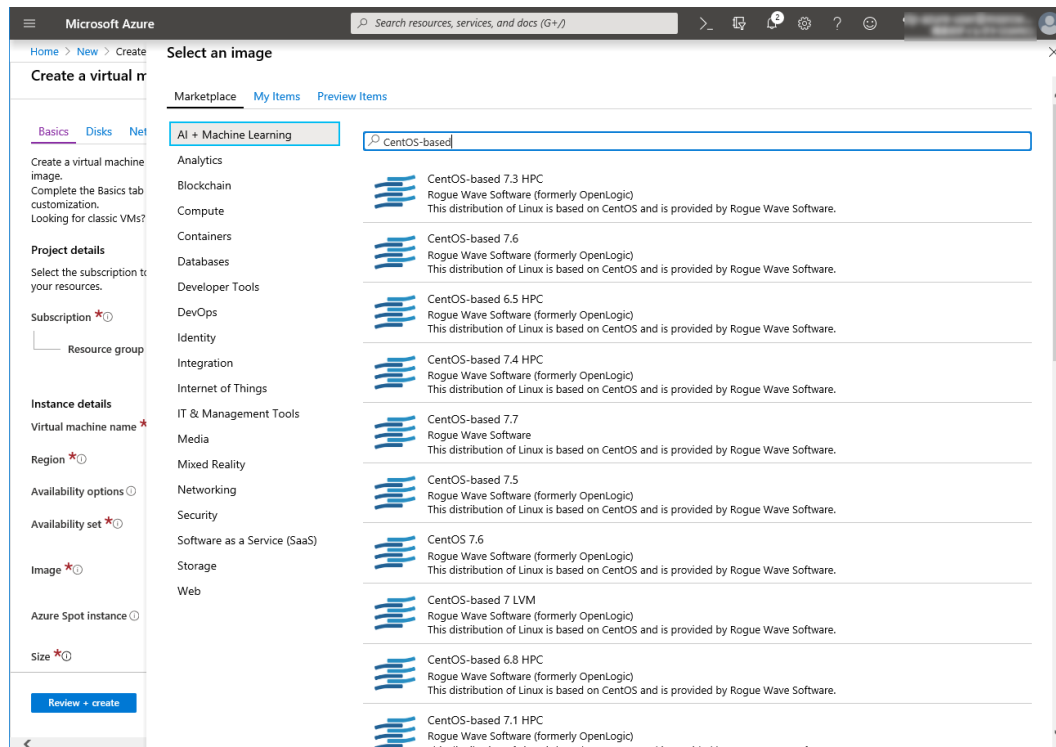 Microsoft Azure
Search resources, services, and docs (G+/)
2
Home > New > Create
Create a virtual m
Basics Disks Net
Create a virtual machine
image.
Complete the Basics tab
customization.
Looking for classic VMs?
Project details
Select the subscription to
your resources.
Subscription *
Resource group
Instance details
Virtual machine name *
Region *
Availability options
Availability set *
Image *
Azure Spot instance
Size *
Review + create
Select an image
Marketplace My Items Preview Items
AI + Machine Learning
Analytics
Blockchain
Compute
Containers
Databases
Developer Tools
DevOps
Identity
Integration
Internet of Things
IT & Management Tools
Media
Mixed Reality
Networking
Security
Software as a Service (SaaS)
Storage
Web
CentOS-based
CentOS-based 7.3 HPC
Rogue Wave Software (formerly OpenLogic)
This distribution of Linux is based on CentOS and is provided by Rogue Wave Software.
CentOS-based 7.6
Rogue Wave Software (formerly OpenLogic)
This distribution of Linux is based on CentOS and is provided by Rogue Wave Software.
CentOS-based 6.5 HPC
Rogue Wave Software (formerly OpenLogic)
This distribution of Linux is based on CentOS and is provided by Rogue Wave Software.
CentOS-based 7.4 HPC
Rogue Wave Software (formerly OpenLogic)
This distribution of Linux is based on CentOS and is provided by Rogue Wave Software.
CentOS-based 7.7
Rogue Wave Software
This distribution of Linux is based on CentOS and is provided by Rogue Wave Software.
CentOS-based 7.5
Rogue Wave Software (formerly OpenLogic)
This distribution of Linux is based on CentOS and is provided by Rogue Wave Software.
CentOS 7.6
Rogue Wave Software (formerly OpenLogic)
This distribution of Linux is based on CentOS and is provided by Rogue Wave Software.
CentOS-based 7 LVM
Rogue Wave Software (formerly OpenLogic)
This distribution of Linux is based on CentOS and is provided by Rogue Wave Software.
CentOS-based 6.8 HPC
Rogue Wave Software (formerly OpenLogic)
This distribution of Linux is based on CentOS and is provided by Rogue Wave Software.
CentOS-based 7.1 HPC
Rogue Wave Software (formerly OpenLogic)